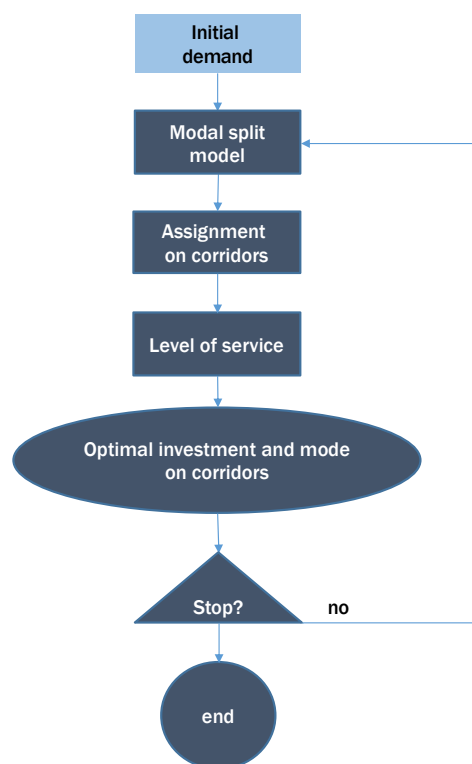 Initial
demand
Modal split
model
Assignment
on corridors
Level of service
Optimal investment and mode
on corridors
Stop?
no
end